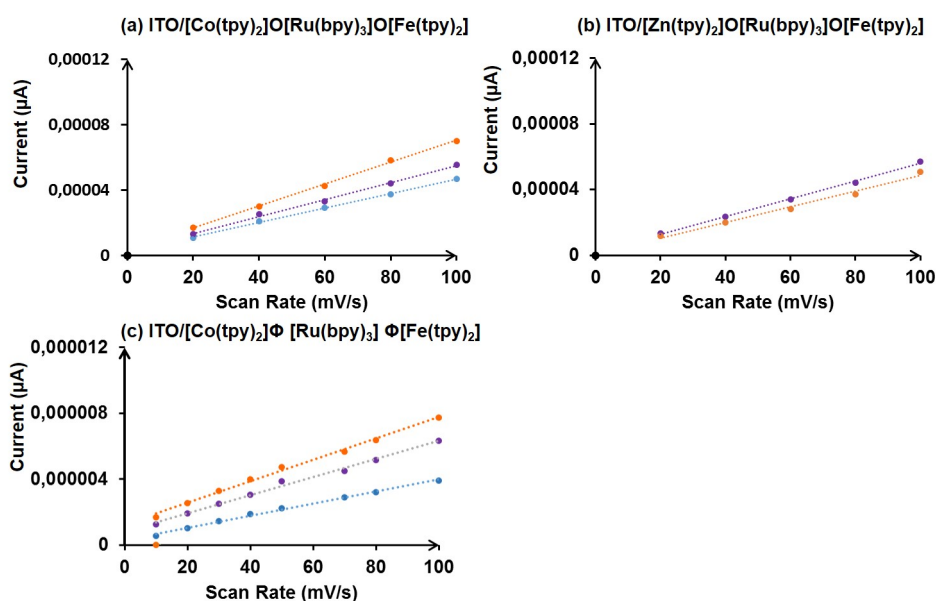 (a) ITO/[Co(tpy)₂]O[Ru(bpy)₃]O[Fe(tpy)₂]
0,00012
0,00008
0,00004
0
Current (µA)
20 40 60 80 100
Scan Rate (mV/s)
(b) ITO/[Zn(tpy)₂]O[Ru(bpy)₃]O[Fe(tpy)₂]
0,00012
0,00008
0,00004
0
Current (µA)
0 20 40 60 80 100
Scan Rate (mV/s)
(c) ITO/[Co(tpy)₂]Φ [Ru(bpy)₃] Φ[Fe(tpy)₂]
0,000012
0,000008
0,000004
0
Current (µA)
0 20 40 60 80 100
Scan Rate (mV/s)